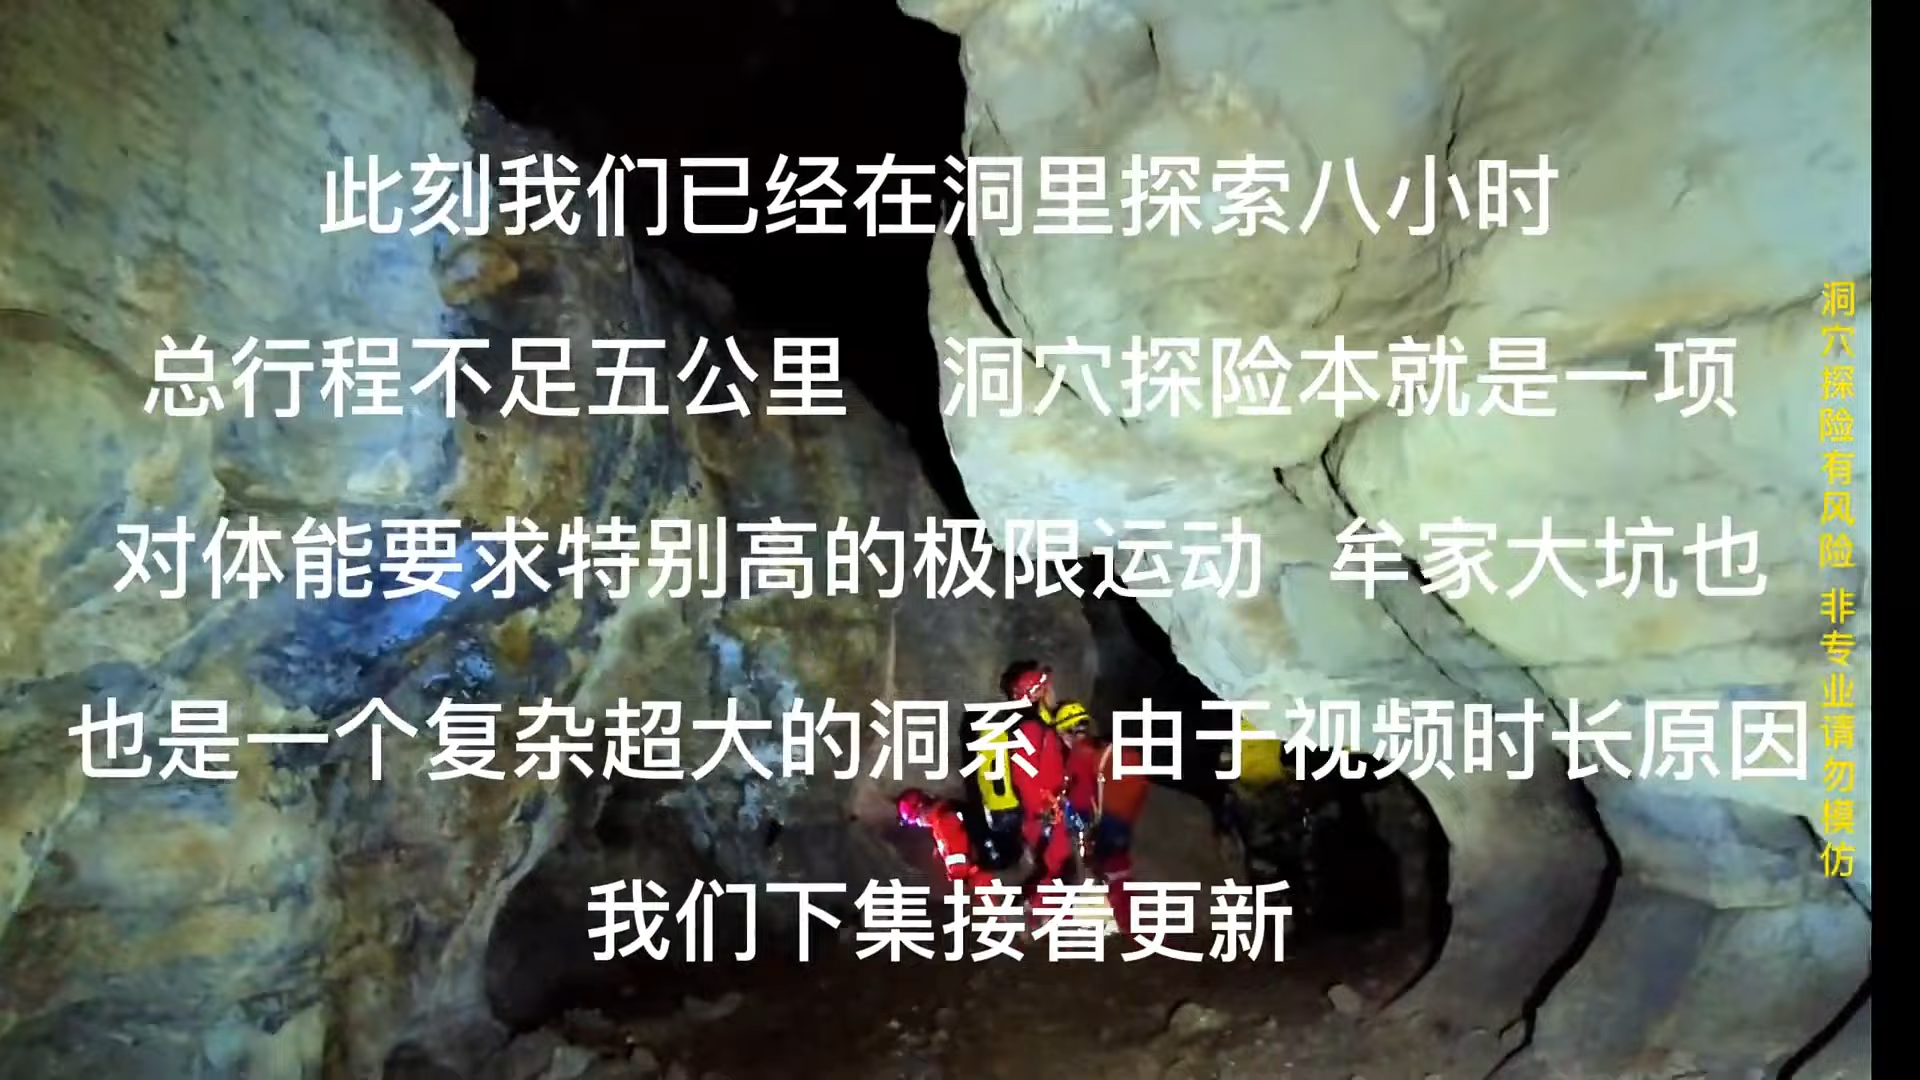 此刻我们已经在洞里探索八小时
总行程不足五公里 洞穴探险本就是一项
对体能要求特别高的极限运动 牟家大坑也
也是一个复杂超大的洞系 由于视频时长原因
我们下集接着更新
洞穴探险有风险 非专业请勿模仿